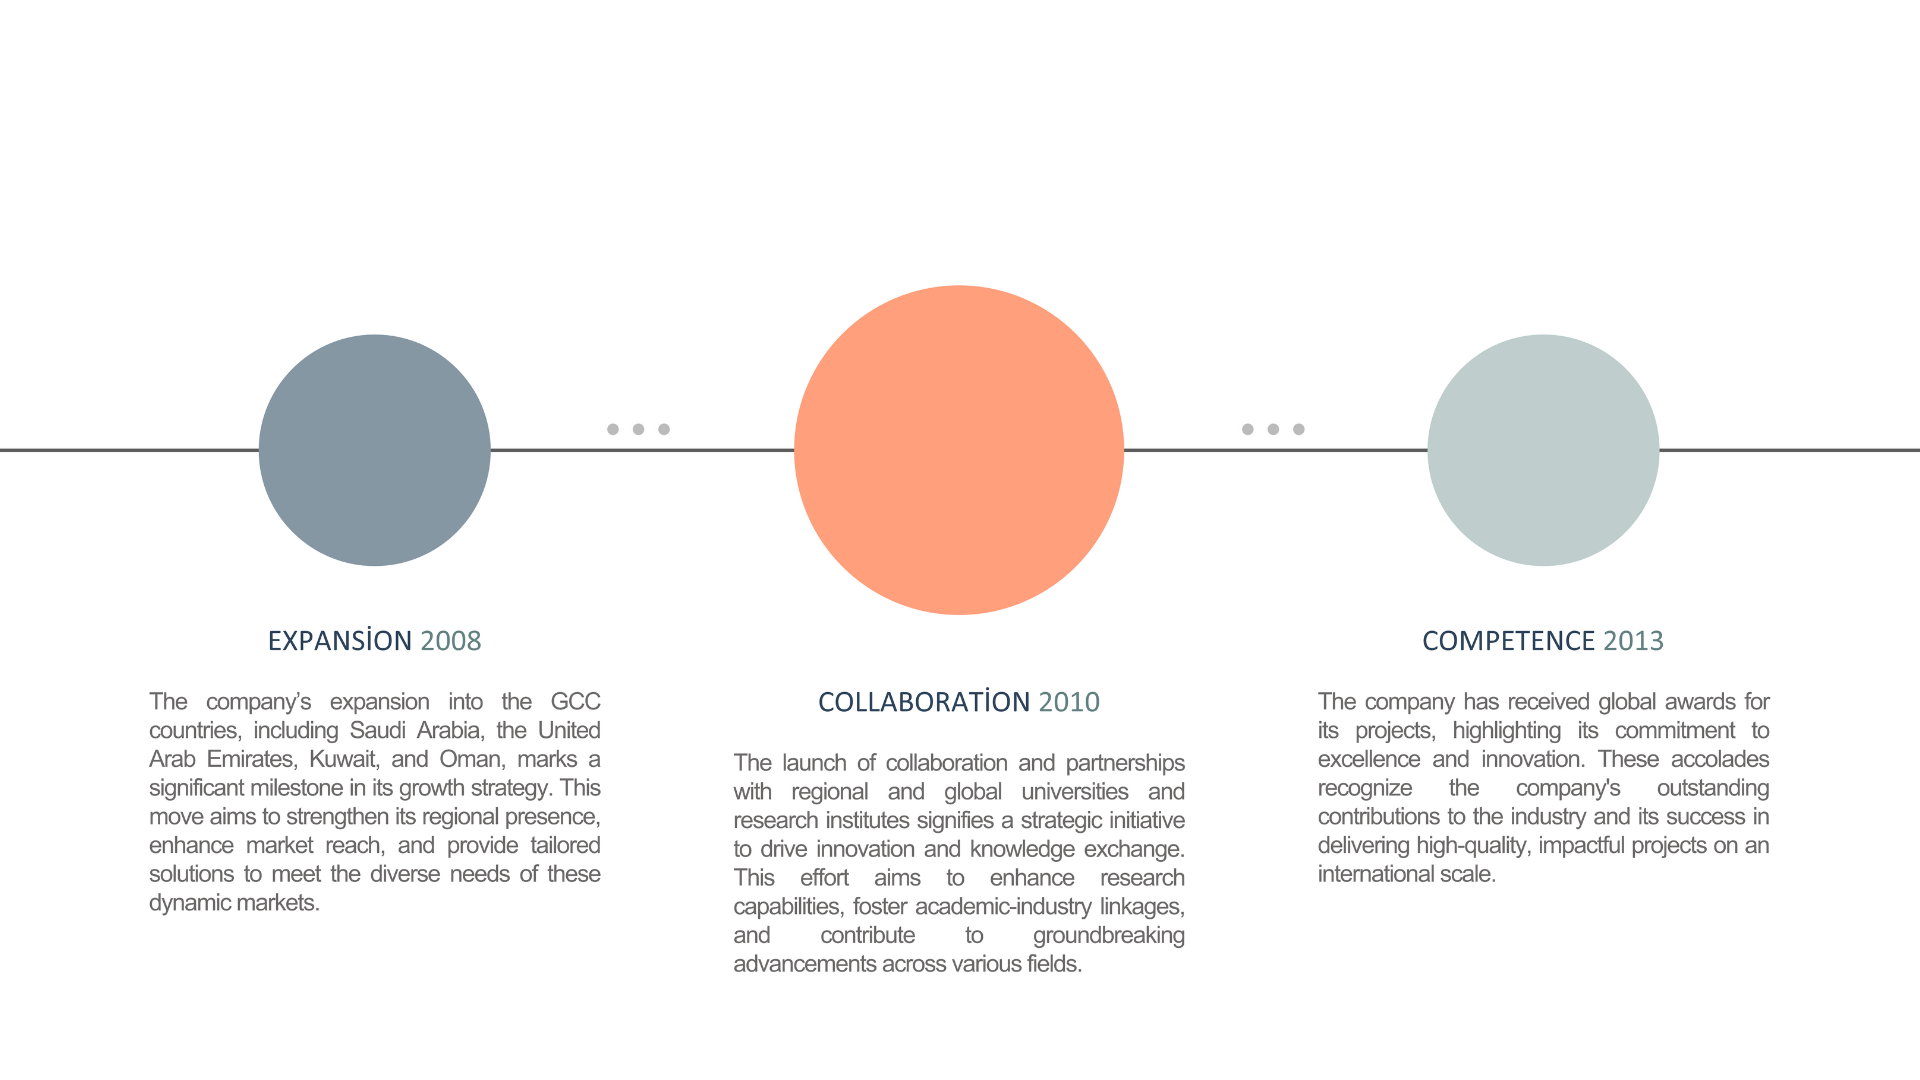 EXPANSİON 2008
The company’s expansion into the GCC
countries, including Saudi Arabia, the United
Arab Emirates, Kuwait, and Oman, marks a
significant milestone in its growth strategy. This
move aims to strengthen its regional presence,
enhance market reach, and provide tailored
solutions to meet the diverse needs of these
dynamic markets.
COLLABORATİON 2010
The launch of collaboration and partnerships
with regional and global universities and
research institutes signifies a strategic initiative
to drive innovation and knowledge exchange.
This effort aims to enhance research
capabilities, foster academic-industry linkages,
and contribute to groundbreaking
advancements across various fields.
COMPETENCE 2013
The company has received global awards for
its projects, highlighting its commitment to
excellence and innovation. These accolades
recognize the company's outstanding
contributions to the industry and its success in
delivering high-quality, impactful projects on an
international scale.